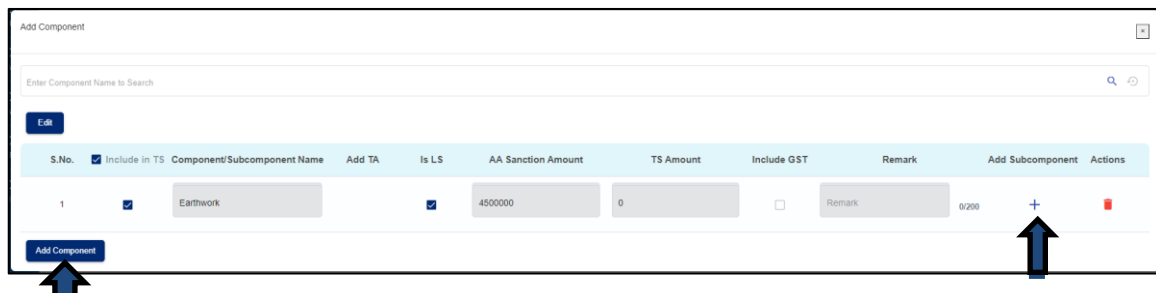 Add Component
x
Enter Component Name to Search
Edit
S.No. Include in TS Component/Subcomponent Name Add TA Is LS AA Sanction Amount TS Amount Include GST Remark Add Subcomponent Actions
1 Earthwork 4500000 0 Remark 0/200 +
Add Component